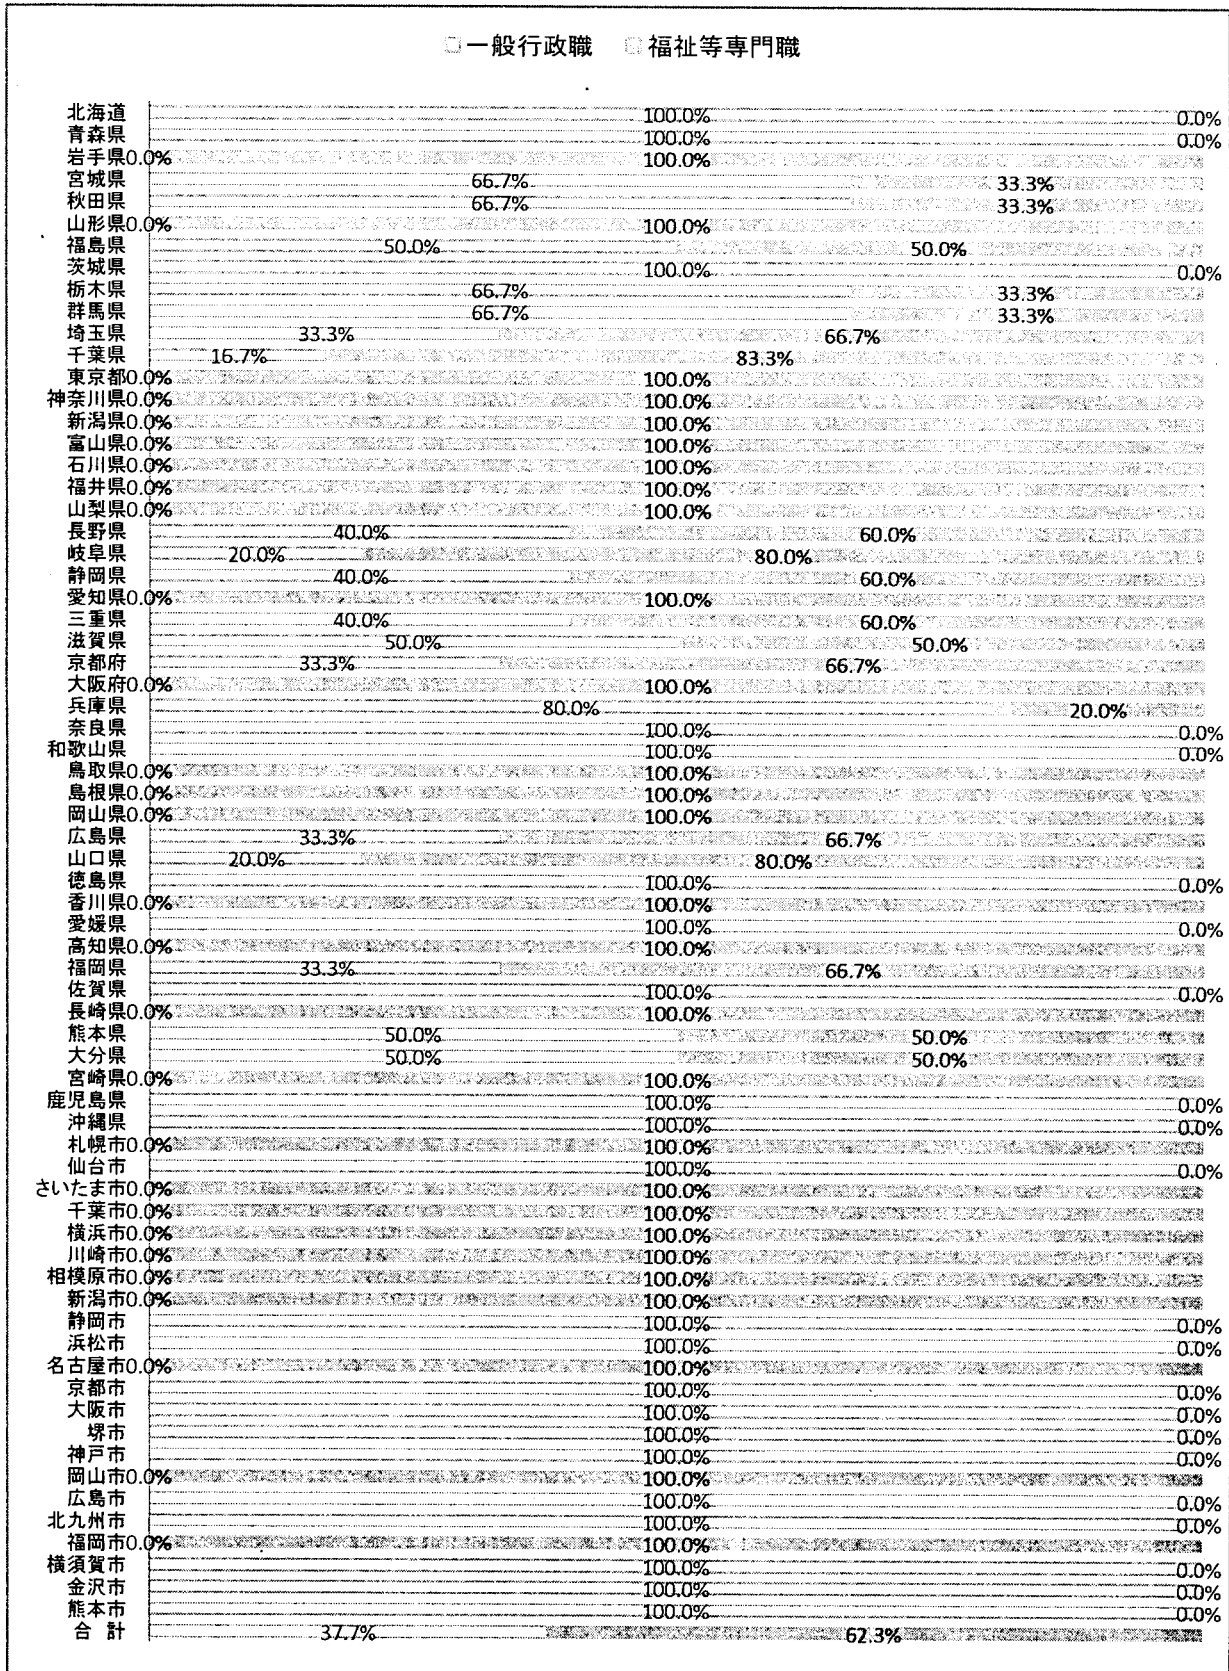 一般行政職 福祉等専門職
北海道 100.0% 0.0%
青森県 100.0% 0.0%
岩手県 0.0% 100.0%
宮城県 66.7% 33.3%
秋田県 66.7% 33.3%
山形県 0.0% 100.0%
福島県 50.0% 50.0%
茨城県 100.0% 0.0%
栃木県 66.7% 33.3%
群馬県 66.7% 33.3%
埼玉県 33.3% 66.7%
千葉県 16.7% 83.3%
東京都 0.0% 100.0%
神奈川県 0.0% 100.0%
新潟県 0.0% 100.0%
富山県 0.0% 100.0%
石川県 0.0% 100.0%
福井県 0.0% 100.0%
山梨県 0.0% 100.0%
長野県 40.0% 60.0%
岐阜県 20.0% 80.0%
静岡県 40.0% 60.0%
愛知県 0.0% 100.0%
三重県 40.0% 60.0%
滋賀県 50.0% 50.0%
京都府 33.3% 66.7%
大阪府 0.0% 100.0%
兵庫県 80.0% 20.0%
奈良県 100.0% 0.0%
和歌山県 100.0% 0.0%
鳥取県 0.0% 100.0%
島根県 0.0% 100.0%
岡山県 0.0% 100.0%
広島県 33.3% 66.7%
山口県 20.0% 80.0%
徳島県 100.0% 0.0%
香川県 0.0% 100.0%
愛媛県 100.0% 0.0%
高知県 0.0% 100.0%
福岡県 33.3% 66.7%
佐賀県 100.0% 0.0%
長崎県 0.0% 100.0%
熊本県 50.0% 50.0%
大分県 50.0% 50.0%
宮崎県 0.0% 100.0%
鹿児島県 100.0% 0.0%
沖縄県 100.0% 0.0%
札幌市 0.0% 100.0%
仙台市 100.0% 0.0%
さいたま市 0.0% 100.0%
千葉市 0.0% 100.0%
横浜市 0.0% 100.0%
川崎市 0.0% 100.0%
相模原市 0.0% 100.0%
新潟市 0.0% 100.0%
静岡市 100.0% 0.0%
浜松市 100.0% 0.0%
名古屋市 0.0% 100.0%
京都市 100.0% 0.0%
大阪市 100.0% 0.0%
堺市 100.0% 0.0%
神戸市 100.0% 0.0%
岡山市 0.0% 100.0%
広島市 100.0% 0.0%
北九州市 100.0% 0.0%
福岡市 0.0% 100.0%
横須賀市 100.0% 0.0%
金沢市 100.0% 0.0%
熊本市 100.0% 0.0%
合 計 37.7% 62.3%